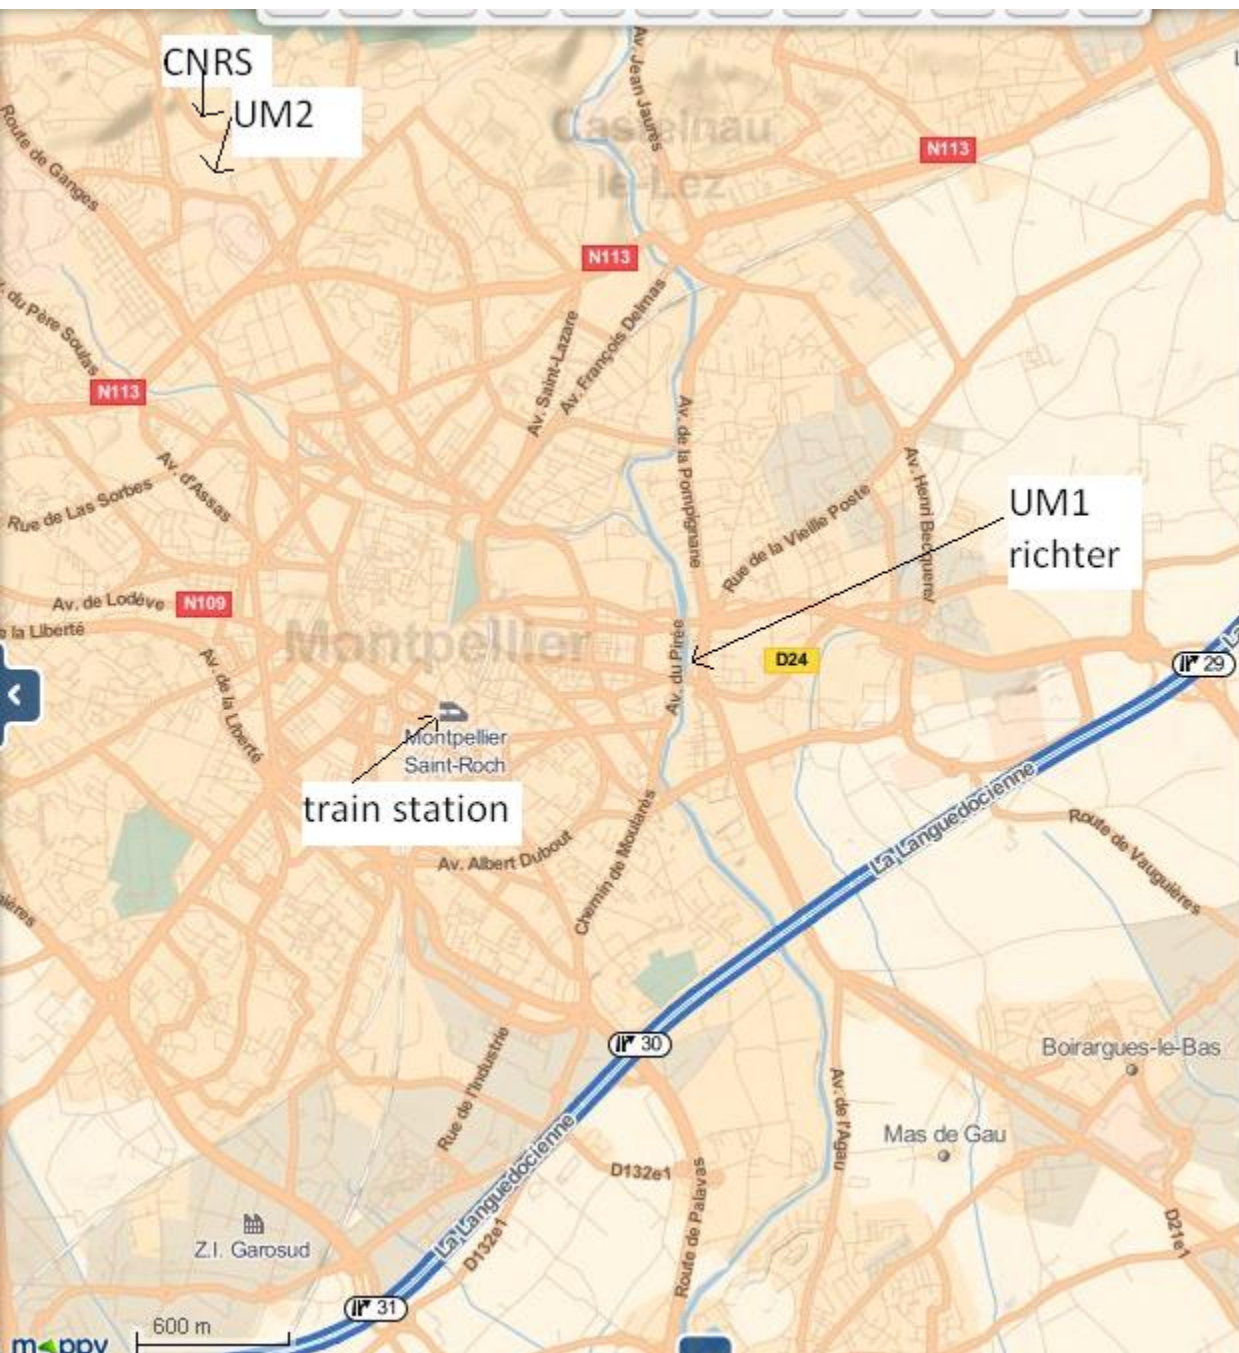 CNRS
UM2
Av. Jean Jaurès
Castelnau
le-Lez
N113
Route de Ganges
N113
du Père Soulas
Av. Saint-Lazare
Av. François Delmas
N113
Av. de la Pompignane
Av. d'Assas
Rue de Las Sorbes
Rue de la Vieille Poste
Av. Henri Becquerel
UM1
richter
Av. de Lodève
N109
la Liberté
Montpellier
Av. du Pirée
D24
29
Av. de la Liberté
Montpellier
Saint-Roch
train station
La Languedocienne
Av. Albert Dubout
Chemin de Moularès
Route de Vauguières
30
Boirargues-le-Bas
Rue de l'Industrie
Av. de l'Agau
Mas de Gau
La Languedocienne
D132e1
Route de Palavas
D21e1
Z.I. Garosud
D132e1
31
600 m
mappy